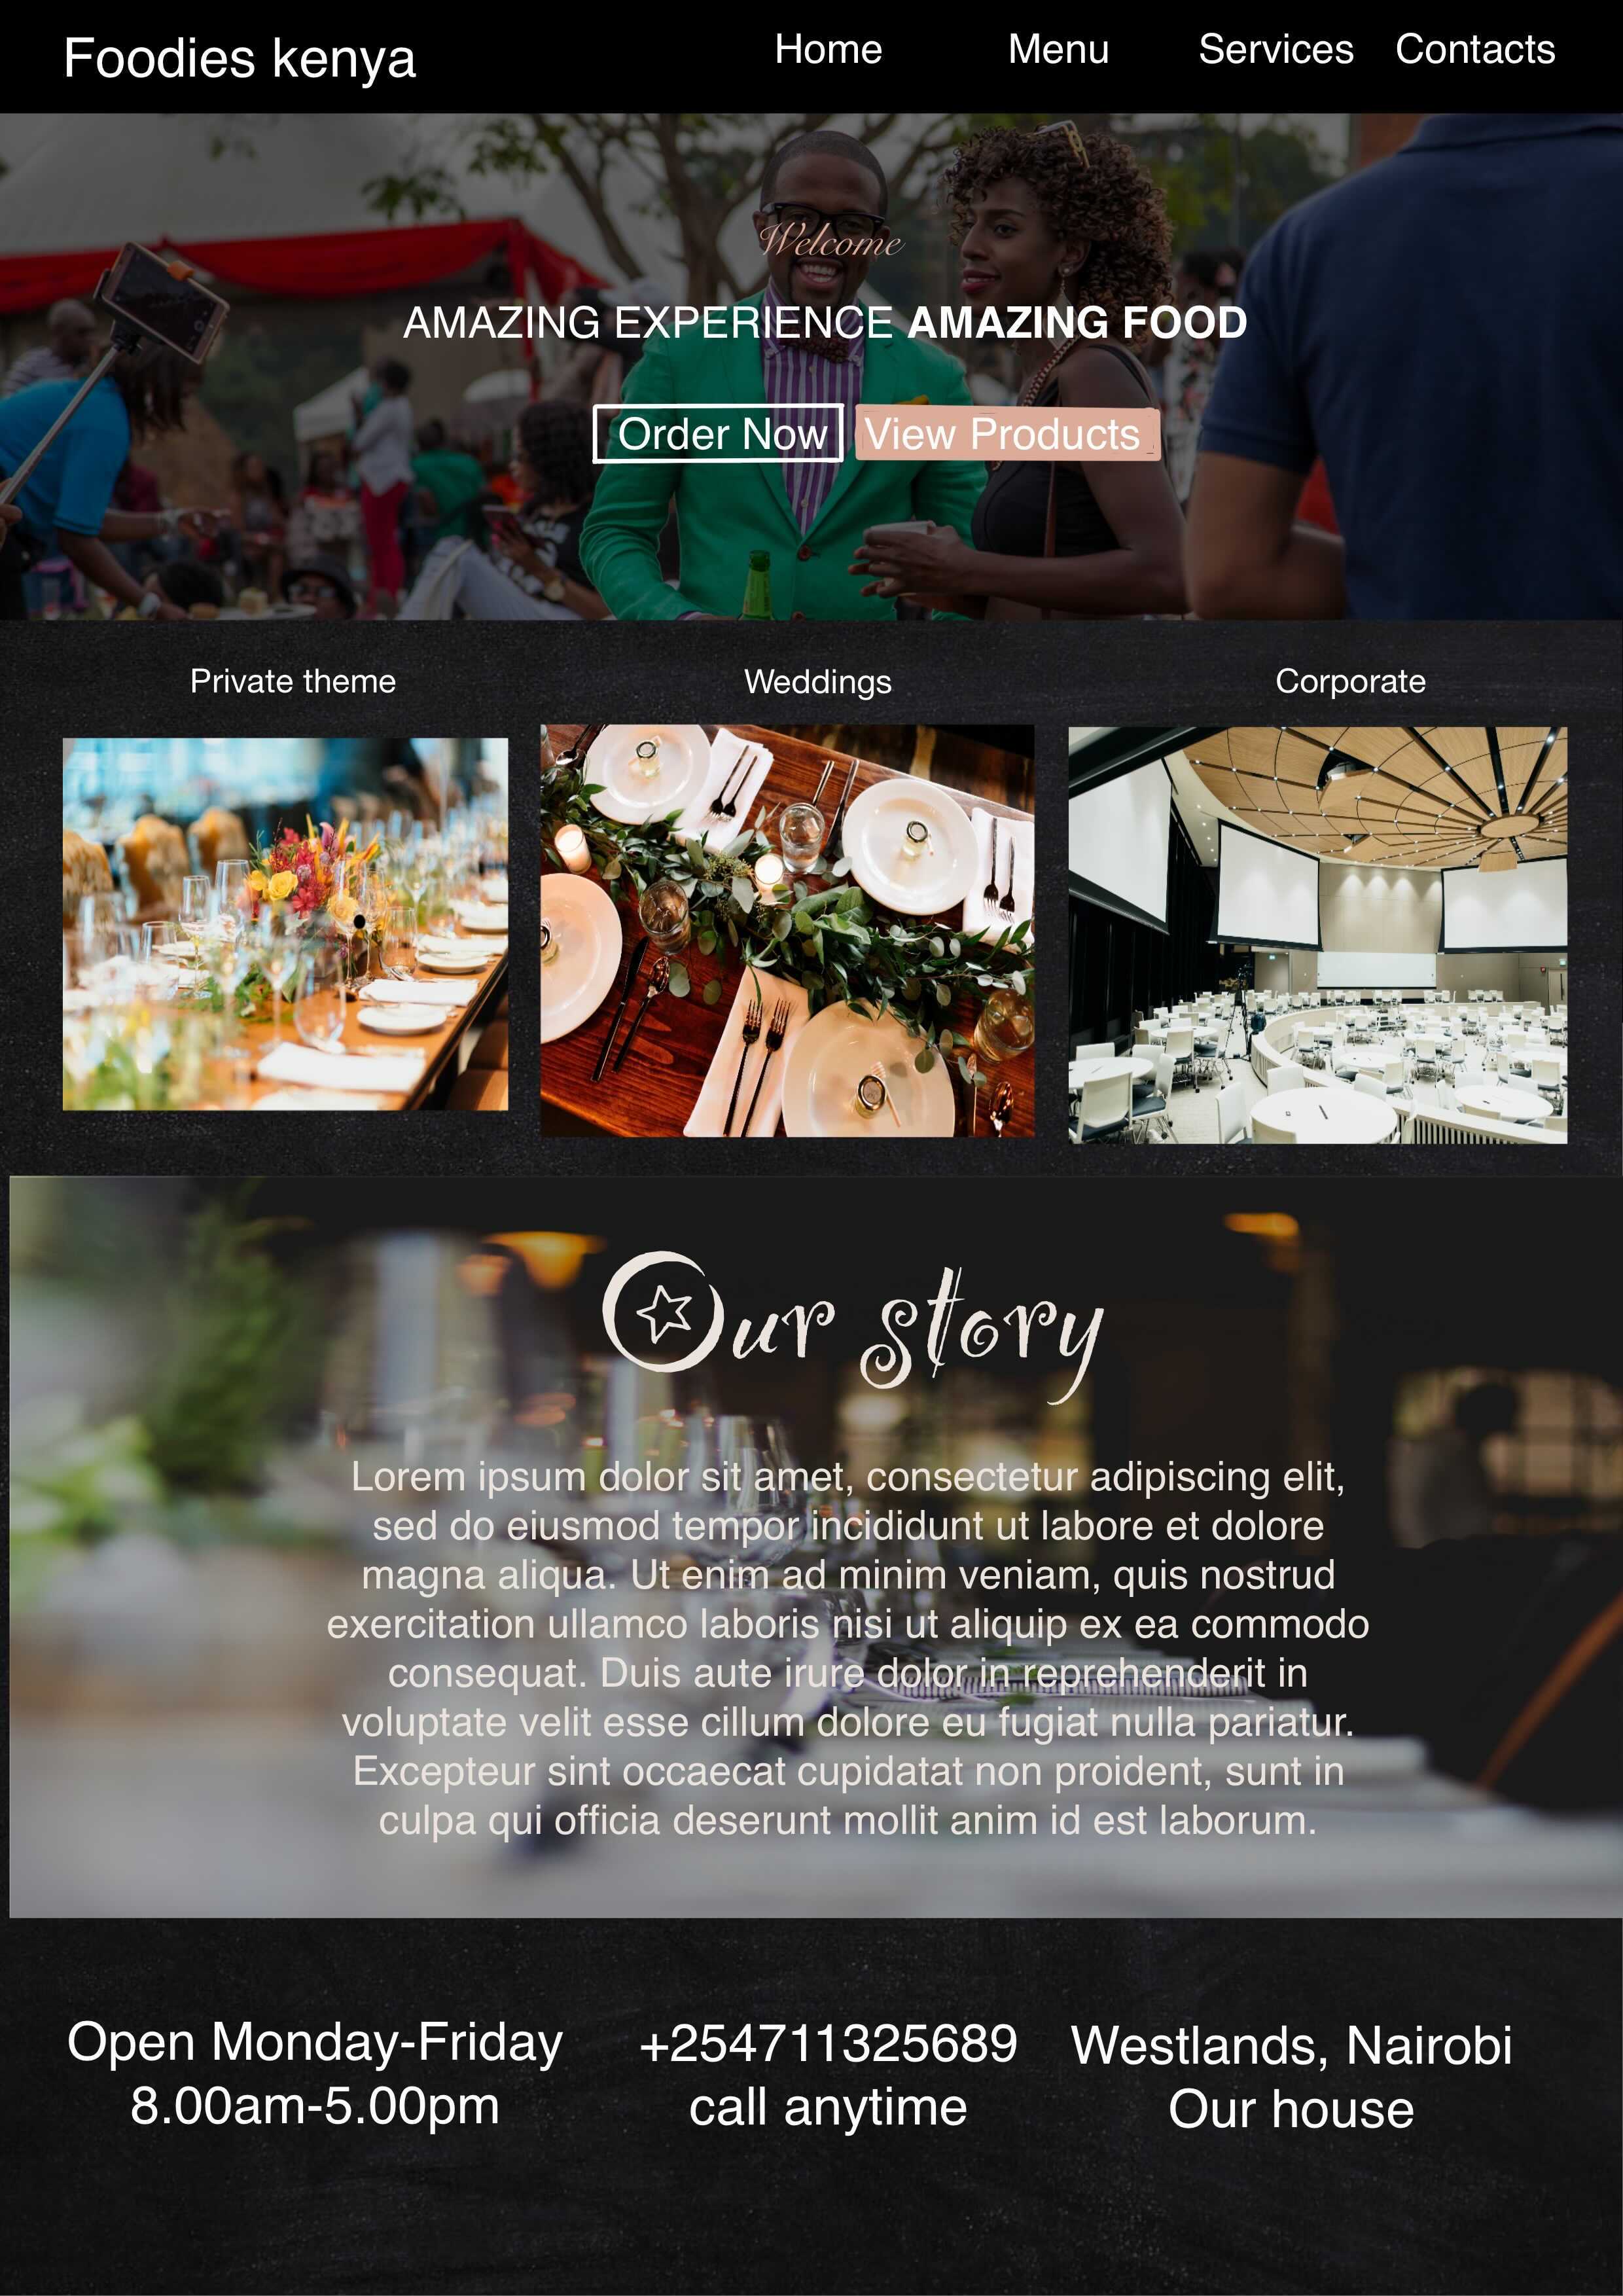 Foodies kenya
Home Menu Services Contacts
Welcome
AMAZING EXPERIENCE AMAZING FOOD
Order Now View Products
Private theme
Weddings
Corporate
Our story
Lorem ipsum dolor sit amet, consectetur adipiscing elit,
sed do eiusmod tempor incididunt ut labore et dolore
magna aliqua. Ut enim ad minim veniam, quis nostrud
exercitation ullamco laboris nisi ut aliquip ex ea commodo
consequat. Duis aute irure dolor in reprehenderit in
voluptate velit esse cillum dolore eu fugiat nulla pariatur.
Excepteur sint occaecat cupidatat non proident, sunt in
culpa qui officia deserunt mollit anim id est laborum.
Open Monday-Friday
8.00am-5.00pm
+254711325689
call anytime
Westlands, Nairobi
Our house